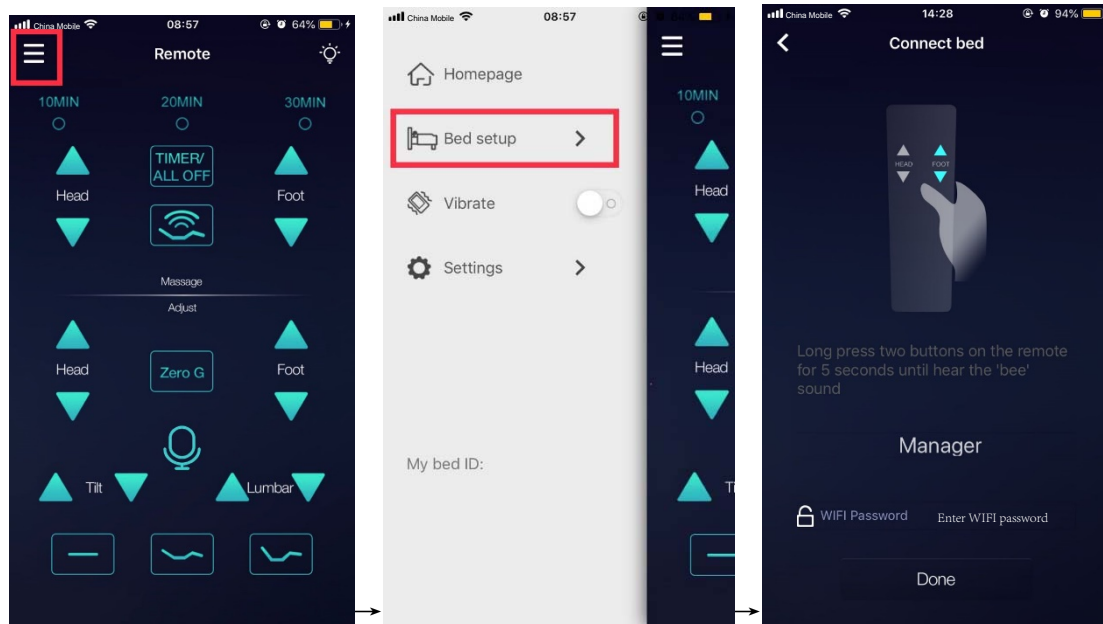 China Mobile 08:57 64%
Remote
10MIN 20MIN 30MIN
TIMER/
ALL OFF
Head Foot
Massage
Adjust
Head Zero G Foot
Tilt Lumbar
China Mobile 08:57
Homepage
Bed setup
Vibrate
Settings
My bed ID:
10MIN
Head
Head
China Mobile 14:28 94%
Connect bed
HEAD FOOT
Long press two buttons on the remote
for 5 seconds until hear the 'bee'
sound
Manager
WIFI Password Enter WIFI password
Done